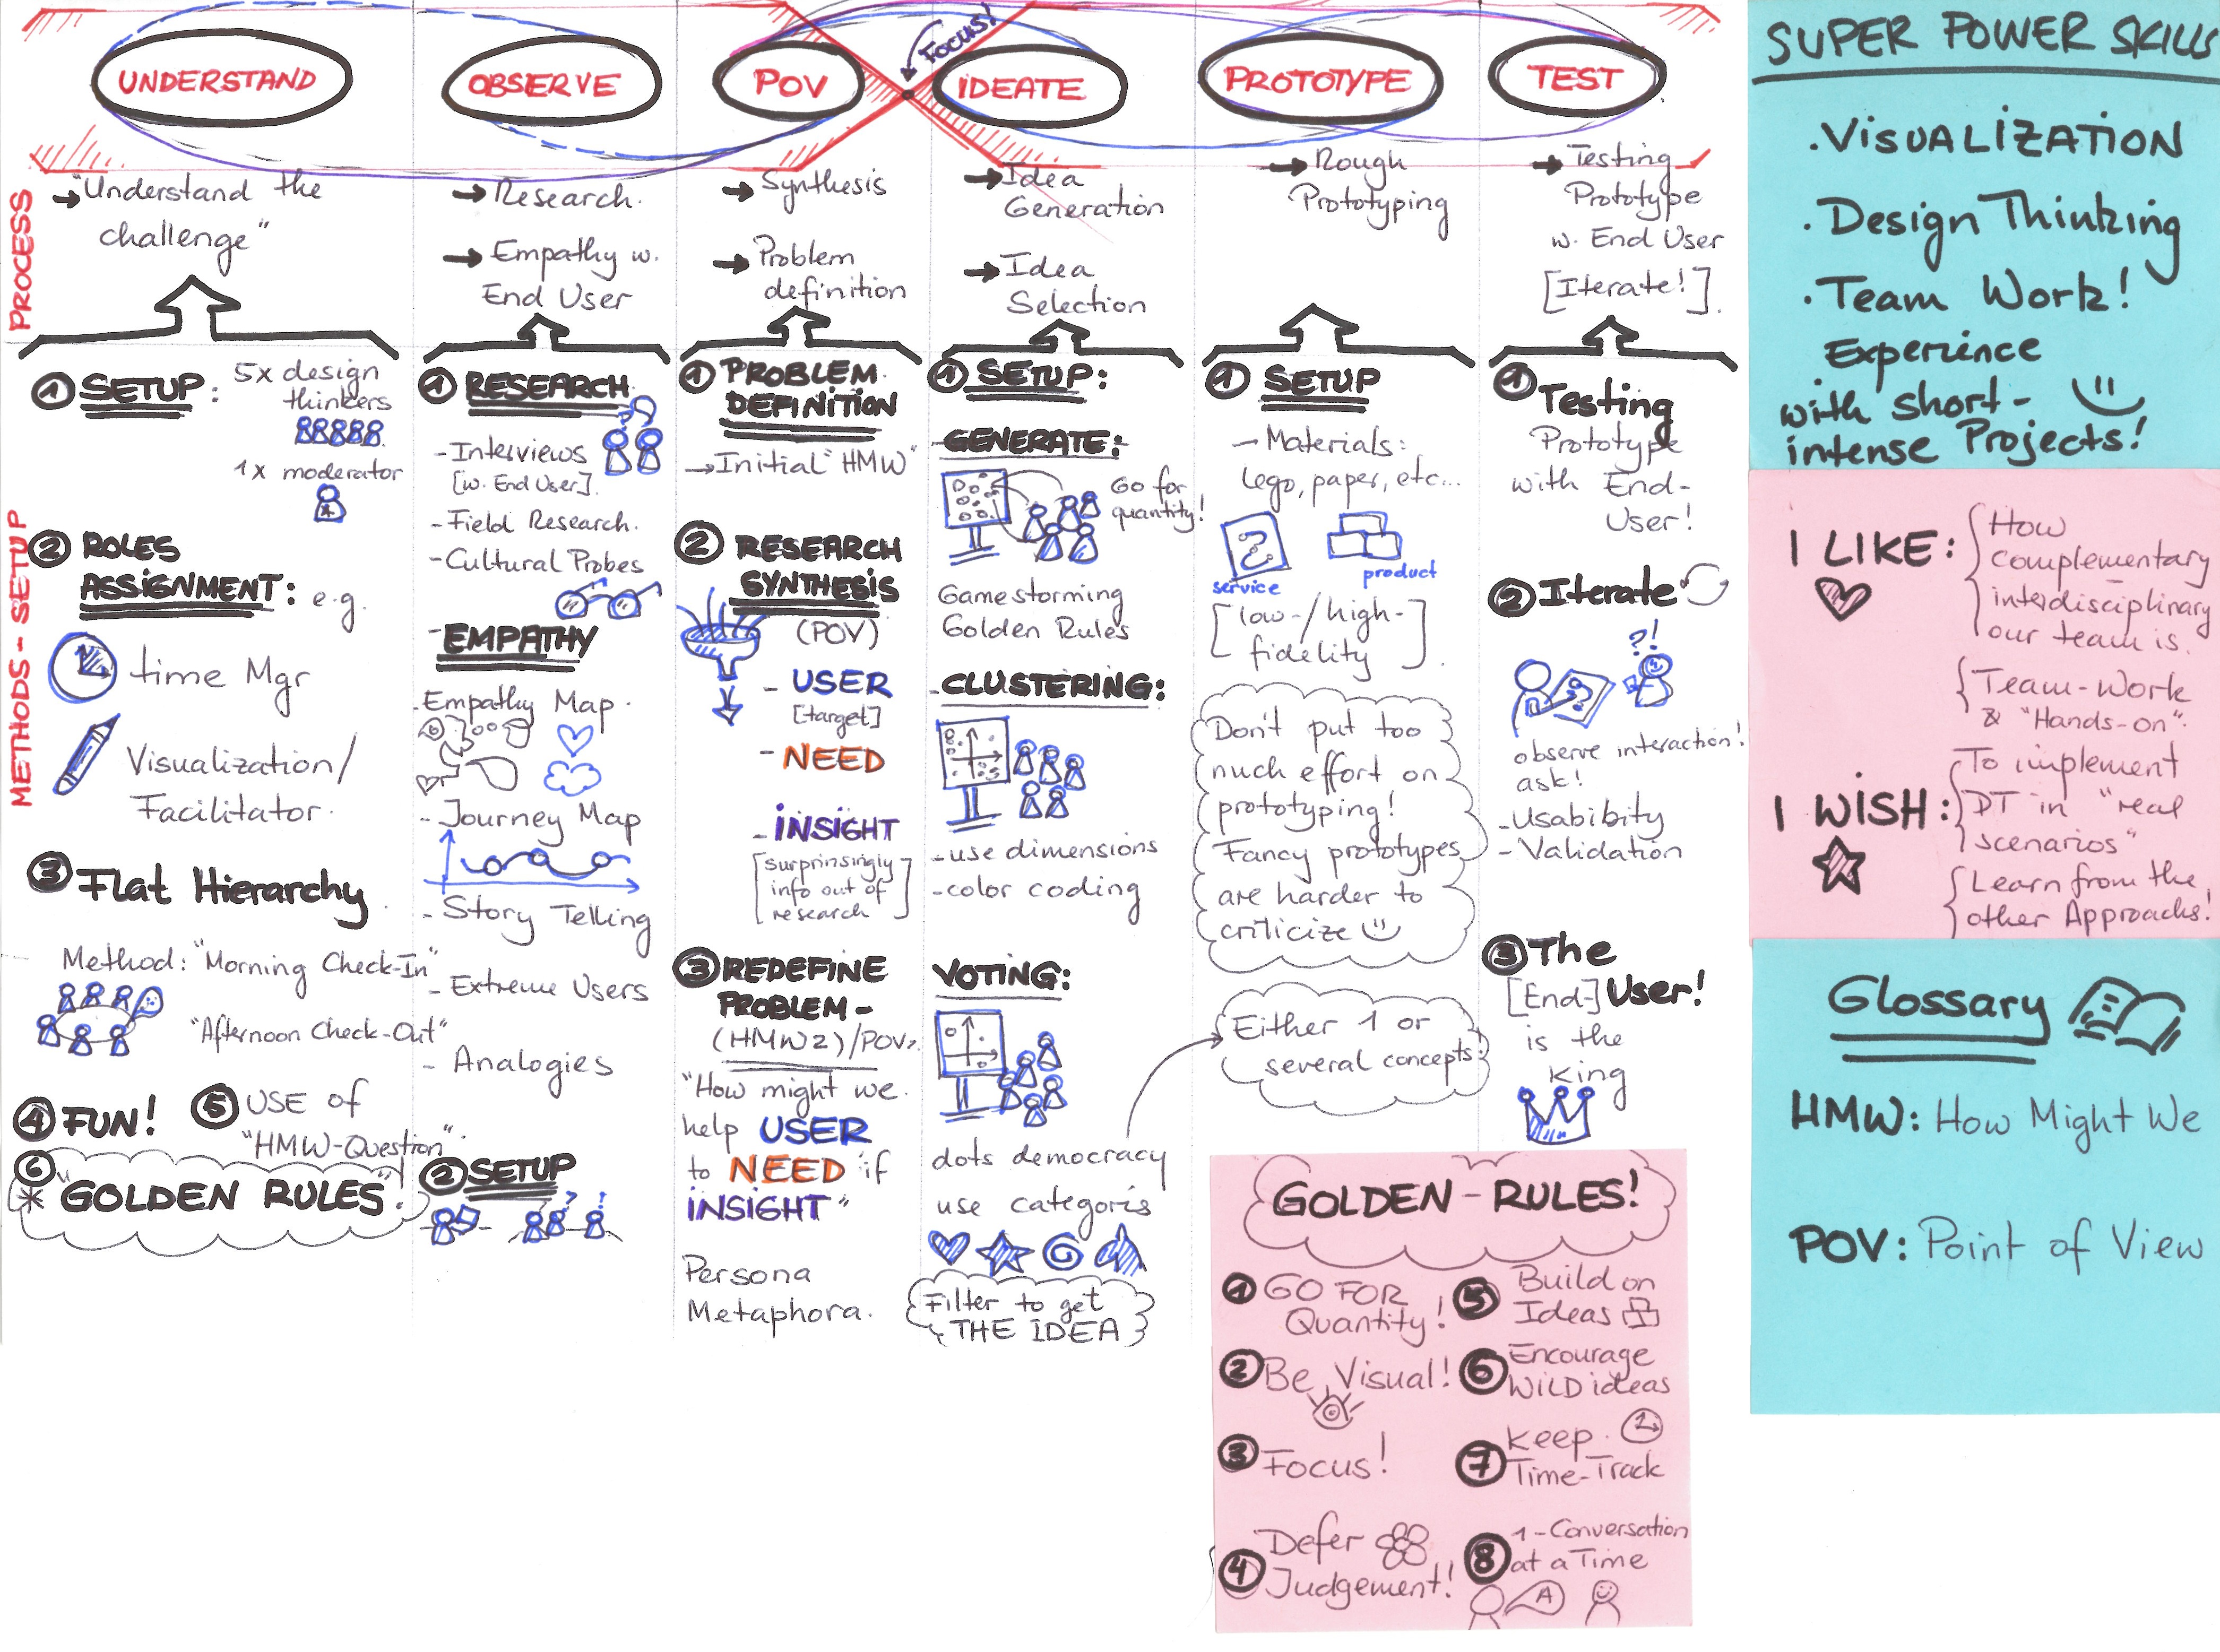 FOCUS!
UNDERSTAND
OBSERVE
POV
IDEATE
PROTOTYPE
TEST
PROCESS
→ "Understand the
challenge"
→ Research.
→ Empathy w.
End User
→ Synthesis
→ Problem
definition
→ Idea
Generation
→ Idea
Selection
→ Rough
Prototyping
→ Testing
Prototype
w. End User
[Iterate!]
METHODS - SETUP
1 SETUP: 5x design
thinkers
1x moderator
2 ROLES
ASSIGNMENT: e.g.
time Mgr
Visualization/
Facilitator.
3 Flat Hierarchy
Method: "Morning Check-In"
"Afternoon Check-Out"
4 FUN!
5 USE of
"HMW-Question".
6
* "GOLDEN RULES"!
1 RESEARCH
- Interviews
[w. End User].
- Field Research.
- Cultural Probes
- EMPATHY
- Empathy Map.
- Journey Map
- Story Telling
- Extreme Users
- Analogies
2 SETUP
1 PROBLEM
DEFINITION
→ Initial "HMW"
2 RESEARCH
SYNTHESIS
(POV)
- USER
[target]
- NEED
- INSIGHT
[surprinsingly
info out of
research]
3 REDEFINE
PROBLEM -
(HMW2)/POV2
"How might we
help USER
to NEED if
INSIGHT"
Persona
Metaphora.
1 SETUP:
- GENERATE:
Go for
quantity!
Gamestorming
Golden Rules
- CLUSTERING:
- use dimensions
- color coding
VOTING:
dots democracy
use categoris
Filter to get
THE IDEA
1 SETUP
- Materials:
Lego, paper, etc...
service
product
[low-/high-
fidelity]
Don't put too
much effort on
prototyping!
Fancy prototypes
are harder to
criticize
Either 1 or
several concepts
1 Testing
Prototype
with End-
User!
2 Iterate
?!
observe interaction!
ask!
- Usabibity
- Validation
3 The
[End-] User!
is the
King
GOLDEN - RULES!
1 GO FOR
Quantity!
2 Be Visual!
3 Focus!
4 Defer
Judgement!
5 Build on
Ideas
6 Encourage
WILD ideas
7 Keep
Time-Track
8 1-Conversation
at a Time
A
SUPER POWER SKILLS
. VISUALIZATION
. Design Thinking
. Team Work!
Experience
with short-
intense Projects!
I LIKE:
How
complementary
interdisciplinary
our team is.
Team-Work
& "Hands-on".
I WISH:
To implement
DT in "real
scenarios"
Learn from the
other Approachs!
Glossary
HMW: How Might We
POV: Point of View